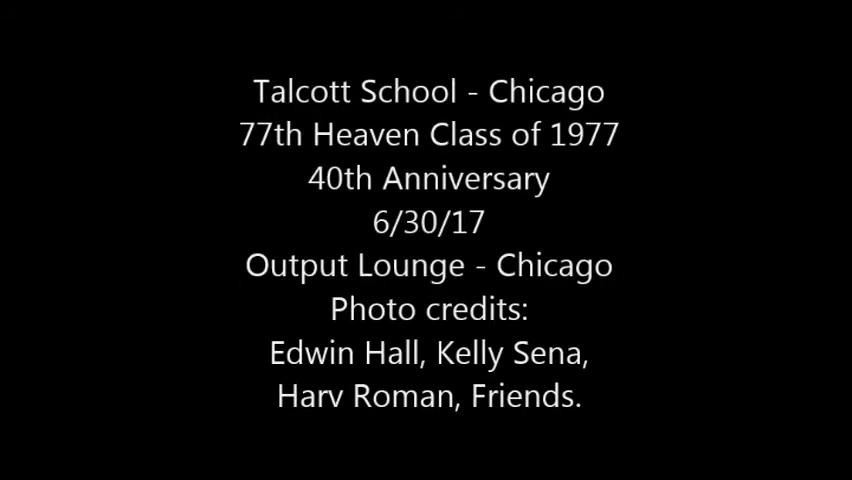 Talcott School - Chicago
77th Heaven Class of 1977
40th Anniversary
6/30/17
Output Lounge - Chicago
Photo credits:
Edwin Hall, Kelly Sena,
Harv Roman, Friends.